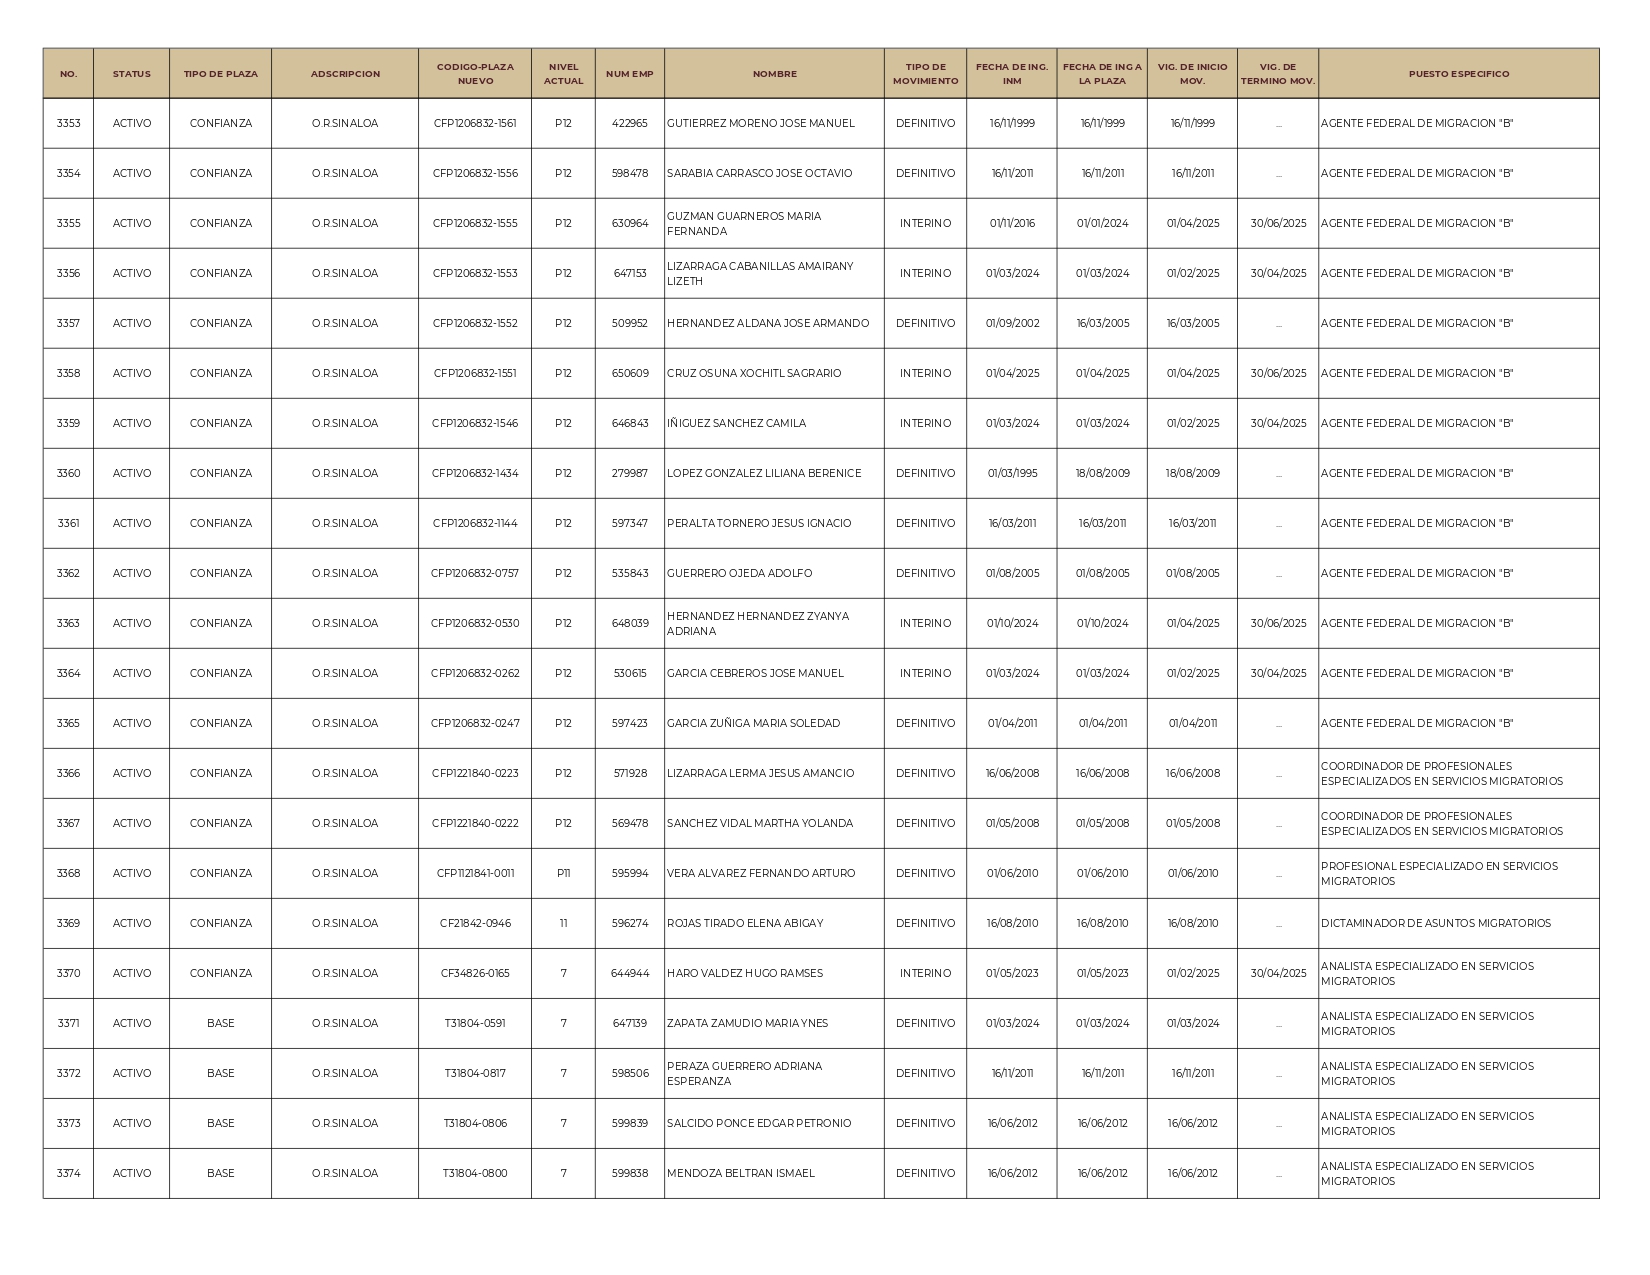 NO. STATUS TIPO DE PLAZA ADSCRIPCION CODIGO-PLAZA NUEVO NIVEL ACTUAL NUM EMP NOMBRE TIPO DE MOVIMIENTO FECHA DE ING. INM FECHA DE ING A LA PLAZA VIG. DE INICIO MOV. VIG. DE TERMINO MOV. PUESTO ESPECIFICO
3353 ACTIVO CONFIANZA O.R.SINALOA CFP1206832-1561 P12 422965 GUTIERREZ MORENO JOSE MANUEL DEFINITIVO 16/11/1999 16/11/1999 16/11/1999 ... AGENTE FEDERAL DE MIGRACION "B"
3354 ACTIVO CONFIANZA O.R.SINALOA CFP1206832-1556 P12 598478 SARABIA CARRASCO JOSE OCTAVIO DEFINITIVO 16/11/2011 16/11/2011 16/11/2011 ... AGENTE FEDERAL DE MIGRACION "B"
3355 ACTIVO CONFIANZA O.R.SINALOA CFP1206832-1555 P12 630964 GUZMAN GUARNEROS MARIA FERNANDA INTERINO 01/11/2016 01/01/2024 01/04/2025 30/06/2025 AGENTE FEDERAL DE MIGRACION "B"
3356 ACTIVO CONFIANZA O.R.SINALOA CFP1206832-1553 P12 647153 LIZARRAGA CABANILLAS AMAIRANY LIZETH INTERINO 01/03/2024 01/03/2024 01/02/2025 30/04/2025 AGENTE FEDERAL DE MIGRACION "B"
3357 ACTIVO CONFIANZA O.R.SINALOA CFP1206832-1552 P12 509952 HERNANDEZ ALDANA JOSE ARMANDO DEFINITIVO 01/09/2002 16/03/2005 16/03/2005 ... AGENTE FEDERAL DE MIGRACION "B"
3358 ACTIVO CONFIANZA O.R.SINALOA CFP1206832-1551 P12 650609 CRUZ OSUNA XOCHITL SAGRARIO INTERINO 01/04/2025 01/04/2025 01/04/2025 30/06/2025 AGENTE FEDERAL DE MIGRACION "B"
3359 ACTIVO CONFIANZA O.R.SINALOA CFP1206832-1546 P12 646843 IÑIGUEZ SANCHEZ CAMILA INTERINO 01/03/2024 01/03/2024 01/02/2025 30/04/2025 AGENTE FEDERAL DE MIGRACION "B"
3360 ACTIVO CONFIANZA O.R.SINALOA CFP1206832-1434 P12 279987 LOPEZ GONZALEZ LILIANA BERENICE DEFINITIVO 01/03/1995 18/08/2009 18/08/2009 ... AGENTE FEDERAL DE MIGRACION "B"
3361 ACTIVO CONFIANZA O.R.SINALOA CFP1206832-1144 P12 597347 PERALTA TORNERO JESUS IGNACIO DEFINITIVO 16/03/2011 16/03/2011 16/03/2011 ... AGENTE FEDERAL DE MIGRACION "B"
3362 ACTIVO CONFIANZA O.R.SINALOA CFP1206832-0757 P12 535843 GUERRERO OJEDA ADOLFO DEFINITIVO 01/08/2005 01/08/2005 01/08/2005 ... AGENTE FEDERAL DE MIGRACION "B"
3363 ACTIVO CONFIANZA O.R.SINALOA CFP1206832-0530 P12 648039 HERNANDEZ HERNANDEZ ZYANYA ADRIANA INTERINO 01/10/2024 01/10/2024 01/04/2025 30/06/2025 AGENTE FEDERAL DE MIGRACION "B"
3364 ACTIVO CONFIANZA O.R.SINALOA CFP1206832-0262 P12 530615 GARCIA CEBREROS JOSE MANUEL INTERINO 01/03/2024 01/03/2024 01/02/2025 30/04/2025 AGENTE FEDERAL DE MIGRACION "B"
3365 ACTIVO CONFIANZA O.R.SINALOA CFP1206832-0247 P12 597423 GARCIA ZUÑIGA MARIA SOLEDAD DEFINITIVO 01/04/2011 01/04/2011 01/04/2011 ... AGENTE FEDERAL DE MIGRACION "B"
3366 ACTIVO CONFIANZA O.R.SINALOA CFP1221840-0223 P12 571928 LIZARRAGA LERMA JESUS AMANCIO DEFINITIVO 16/06/2008 16/06/2008 16/06/2008 ... COORDINADOR DE PROFESIONALES ESPECIALIZADOS EN SERVICIOS MIGRATORIOS
3367 ACTIVO CONFIANZA O.R.SINALOA CFP1221840-0222 P12 569478 SANCHEZ VIDAL MARTHA YOLANDA DEFINITIVO 01/05/2008 01/05/2008 01/05/2008 ... COORDINADOR DE PROFESIONALES ESPECIALIZADOS EN SERVICIOS MIGRATORIOS
3368 ACTIVO CONFIANZA O.R.SINALOA CFP1121841-0011 P11 595994 VERA ALVAREZ FERNANDO ARTURO DEFINITIVO 01/06/2010 01/06/2010 01/06/2010 ... PROFESIONAL ESPECIALIZADO EN SERVICIOS MIGRATORIOS
3369 ACTIVO CONFIANZA O.R.SINALOA CF21842-0946 11 596274 ROJAS TIRADO ELENA ABIGAY DEFINITIVO 16/08/2010 16/08/2010 16/08/2010 ... DICTAMINADOR DE ASUNTOS MIGRATORIOS
3370 ACTIVO CONFIANZA O.R.SINALOA CF34826-0165 7 644944 HARO VALDEZ HUGO RAMSES INTERINO 01/05/2023 01/05/2023 01/02/2025 30/04/2025 ANALISTA ESPECIALIZADO EN SERVICIOS MIGRATORIOS
3371 ACTIVO BASE O.R.SINALOA T31804-0591 7 647139 ZAPATA ZAMUDIO MARIA YNES DEFINITIVO 01/03/2024 01/03/2024 01/03/2024 ... ANALISTA ESPECIALIZADO EN SERVICIOS MIGRATORIOS
3372 ACTIVO BASE O.R.SINALOA T31804-0817 7 598506 PERAZA GUERRERO ADRIANA ESPERANZA DEFINITIVO 16/11/2011 16/11/2011 16/11/2011 ... ANALISTA ESPECIALIZADO EN SERVICIOS MIGRATORIOS
3373 ACTIVO BASE O.R.SINALOA T31804-0806 7 599839 SALCIDO PONCE EDGAR PETRONIO DEFINITIVO 16/06/2012 16/06/2012 16/06/2012 ... ANALISTA ESPECIALIZADO EN SERVICIOS MIGRATORIOS
3374 ACTIVO BASE O.R.SINALOA T31804-0800 7 599838 MENDOZA BELTRAN ISMAEL DEFINITIVO 16/06/2012 16/06/2012 16/06/2012 ... ANALISTA ESPECIALIZADO EN SERVICIOS MIGRATORIOS